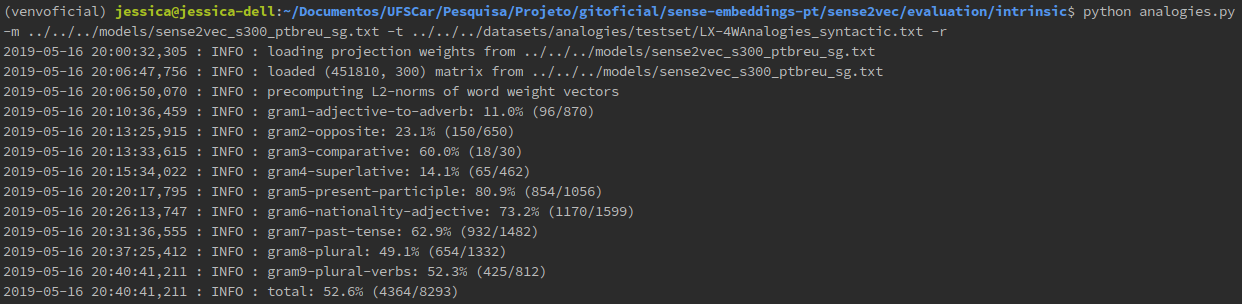 (venvoficial) jessica@jessica-dell:~/Documentos/UFSCar/Pesquisa/Projeto/gitoficial/sense-embeddings-pt/sense2vec/evaluation/intrinsic$ python analogies.py
-m ../../../models/sense2vec_s300_ptbreu_sg.txt -t ../../../datasets/analogies/testset/LX-4WAnalogies_syntactic.txt -r
2019-05-16 20:00:32,305 : INFO : loading projection weights from ../../../models/sense2vec_s300_ptbreu_sg.txt
2019-05-16 20:06:47,756 : INFO : loaded (451810, 300) matrix from ../../../models/sense2vec_s300_ptbreu_sg.txt
2019-05-16 20:06:50,070 : INFO : precomputing L2-norms of word weight vectors
2019-05-16 20:10:36,459 : INFO : gram1-adjective-to-adverb: 11.0% (96/870)
2019-05-16 20:13:25,915 : INFO : gram2-opposite: 23.1% (150/650)
2019-05-16 20:13:33,615 : INFO : gram3-comparative: 60.0% (18/30)
2019-05-16 20:15:34,022 : INFO : gram4-superlative: 14.1% (65/462)
2019-05-16 20:20:17,795 : INFO : gram5-present-participle: 80.9% (854/1056)
2019-05-16 20:26:13,747 : INFO : gram6-nationality-adjective: 73.2% (1170/1599)
2019-05-16 20:31:36,555 : INFO : gram7-past-tense: 62.9% (932/1482)
2019-05-16 20:37:25,412 : INFO : gram8-plural: 49.1% (654/1332)
2019-05-16 20:40:41,211 : INFO : gram9-plural-verbs: 52.3% (425/812)
2019-05-16 20:40:41,211 : INFO : total: 52.6% (4364/8293)